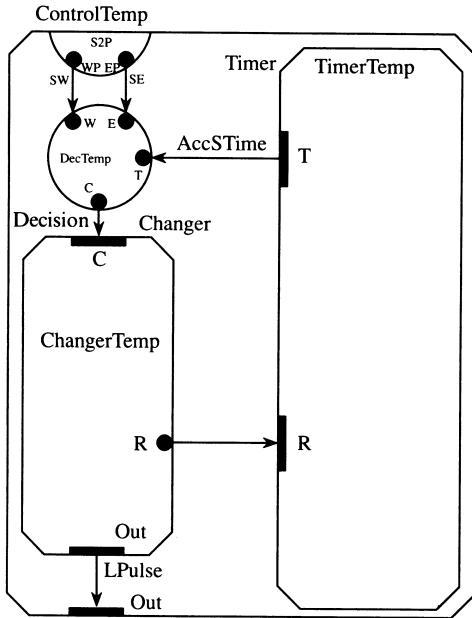 ControlTemp
S2P
WP EP
SW
SE
Timer
TimerTemp
W
E
DecTemp
T
AccSTime
T
C
Decision
Changer
C
ChangerTemp
R
R
Out
LPulse
Out